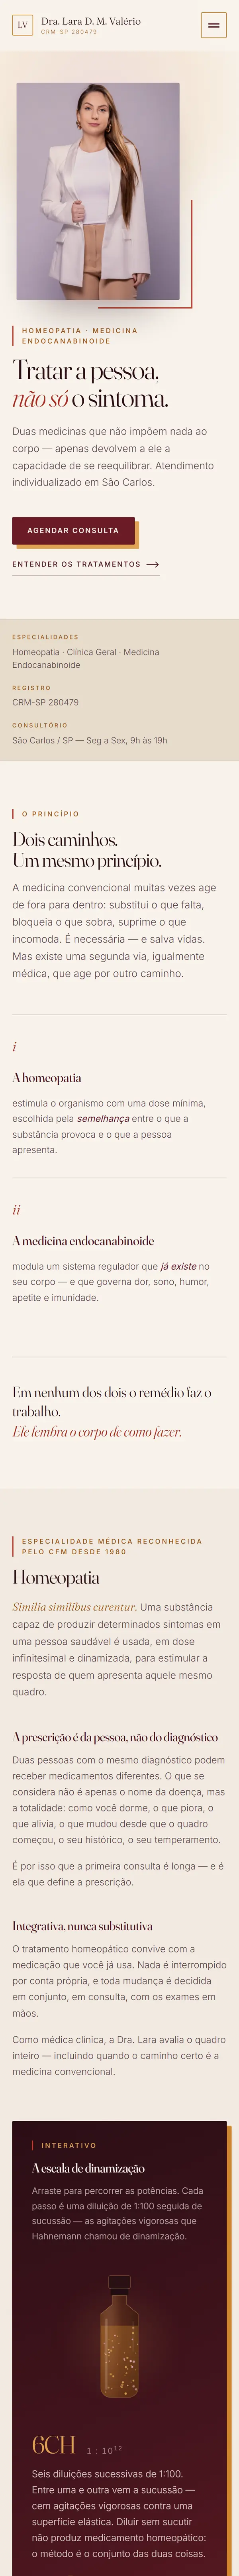 LV
Dra. Lara D. M. Valério
CRM-SP 280479
HOMEOPATIA · MEDICINA
ENDOCANABINOIDE
Tratar a pessoa,
não só o sintoma.
Duas medicinas que não impõem nada ao
corpo — apenas devolvem a ele a
capacidade de se reequilibrar. Atendimento
individualizado em São Carlos.
AGENDAR CONSULTA
ENTENDER OS TRATAMENTOS →
ESPECIALIDADES
Homeopatia · Clínica Geral · Medicina
Endocanabinoide
REGISTRO
CRM-SP 280479
CONSULTÓRIO
São Carlos / SP — Seg a Sex, 9h às 19h
O PRINCÍPIO
Dois caminhos.
Um mesmo princípio.
A medicina convencional muitas vezes age
de fora para dentro: substitui o que falta,
bloqueia o que sobra, suprime o que
incomoda. É necessária — e salva vidas.
Mas existe uma segunda via, igualmente
médica, que age por outro caminho.
i
A homeopatia
estimula o organismo com uma dose mínima,
escolhida pela semelhança entre o que a
substância provoca e o que a pessoa
apresenta.
ii
A medicina endocanabinoide
modula um sistema regulador que já existe no
seu corpo — e que governa dor, sono, humor,
apetite e imunidade.
Em nenhum dos dois o remédio faz o
trabalho.
Ele lembra o corpo de como fazer.
ESPECIALIDADE MÉDICA RECONHECIDA
PELO CFM DESDE 1980
Homeopatia
Similia similibus curentur. Uma substância
capaz de produzir determinados sintomas em
uma pessoa saudável é usada, em dose
infinitesimal e dinamizada, para estimular a
resposta de quem apresenta aquele mesmo
quadro.
A prescrição é da pessoa, não do diagnóstico
Duas pessoas com o mesmo diagnóstico podem
receber medicamentos diferentes. O que se
considera não é apenas o nome da doença, mas
a totalidade: como você dorme, o que piora, o
que alivia, o que mudou desde que o quadro
começou, o seu histórico, o seu temperamento.
É por isso que a primeira consulta é longa — e é
ela que define a prescrição.
Integrativa, nunca substitutiva
O tratamento homeopático convive com a
medicação que você já usa. Nada é interrompido
por conta própria, e toda mudança é decidida
em conjunto, em consulta, com os exames em
mãos.
Como médica clínica, a Dra. Lara avalia o quadro
inteiro — incluindo quando o caminho certo é a
medicina convencional.
INTERATIVO
A escala de dinamização
Arraste para percorrer as potências. Cada
passo é uma diluição de 1:100 seguida de
sucussão — as agitações vigorosas que
Hahnemann chamou de dinamização.
6CH 1 : 10¹²
Seis diluições sucessivas de 1:100.
Entre uma e outra vem a sucussão —
cem agitações vigorosas contra uma
superfície elástica. Diluir sem sucutir
não produz medicamento homeopático:
o método é o conjunto das duas coisas.